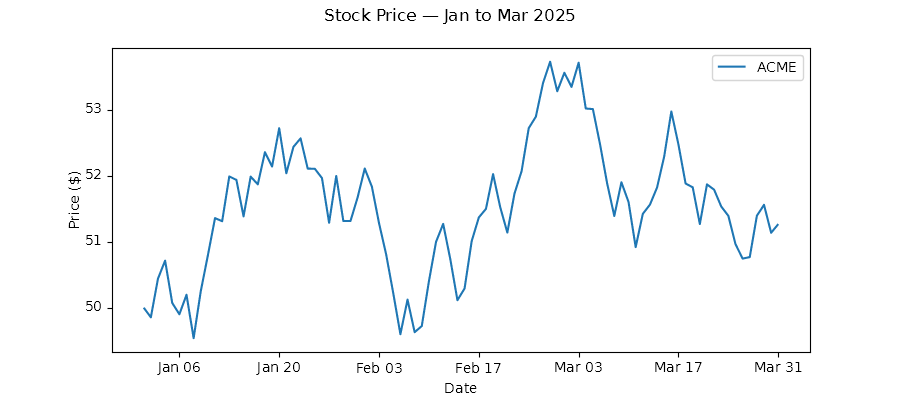 Stock Price — Jan to Mar 2025
ACME
Price ($)
53
52
51
50
Jan 06 Jan 20 Feb 03 Feb 17 Mar 03 Mar 17 Mar 31
Date